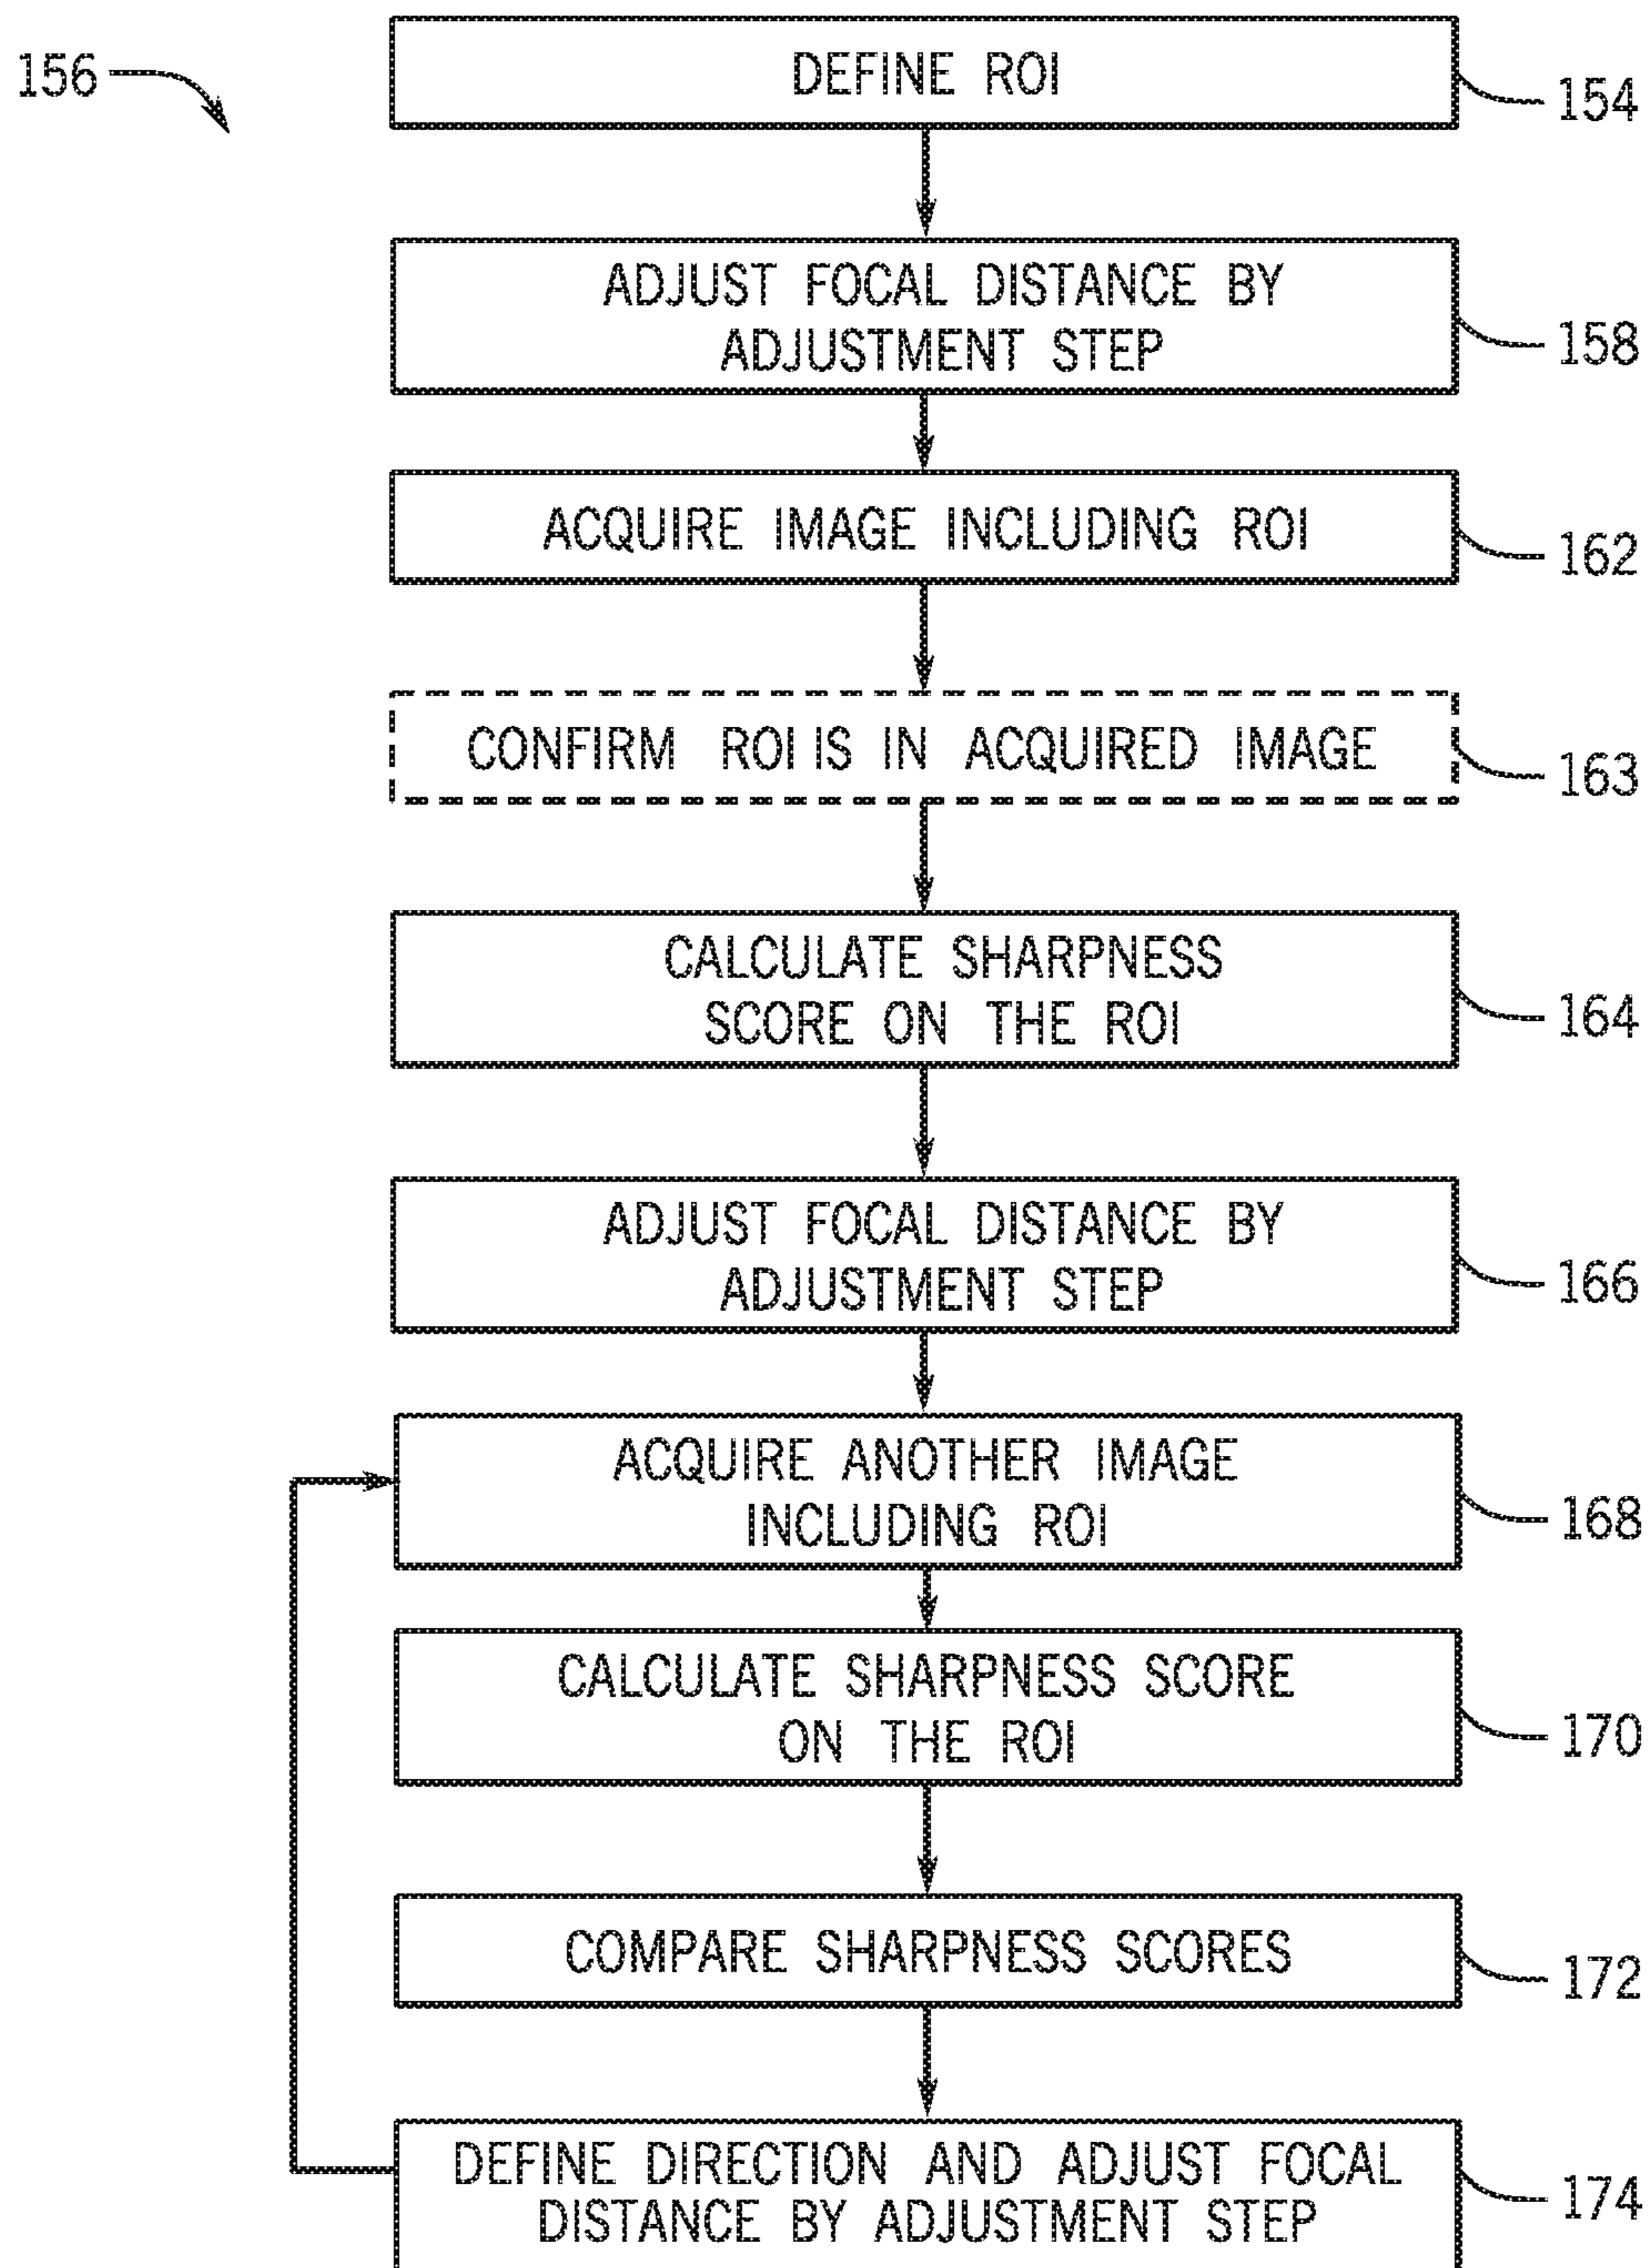 156
DEFINE ROI
154
ADJUST FOCAL DISTANCE BY
ADJUSTMENT STEP
158
ACQUIRE IMAGE INCLUDING ROI
162
CONFIRM ROI IS IN ACQUIRED IMAGE
163
CALCULATE SHARPNESS
SCORE ON THE ROI
164
ADJUST FOCAL DISTANCE BY
ADJUSTMENT STEP
166
ACQUIRE ANOTHER IMAGE
INCLUDING ROI
168
CALCULATE SHARPNESS SCORE
ON THE ROI
170
COMPARE SHARPNESS SCORES
172
DEFINE DIRECTION AND ADJUST FOCAL
DISTANCE BY ADJUSTMENT STEP
174